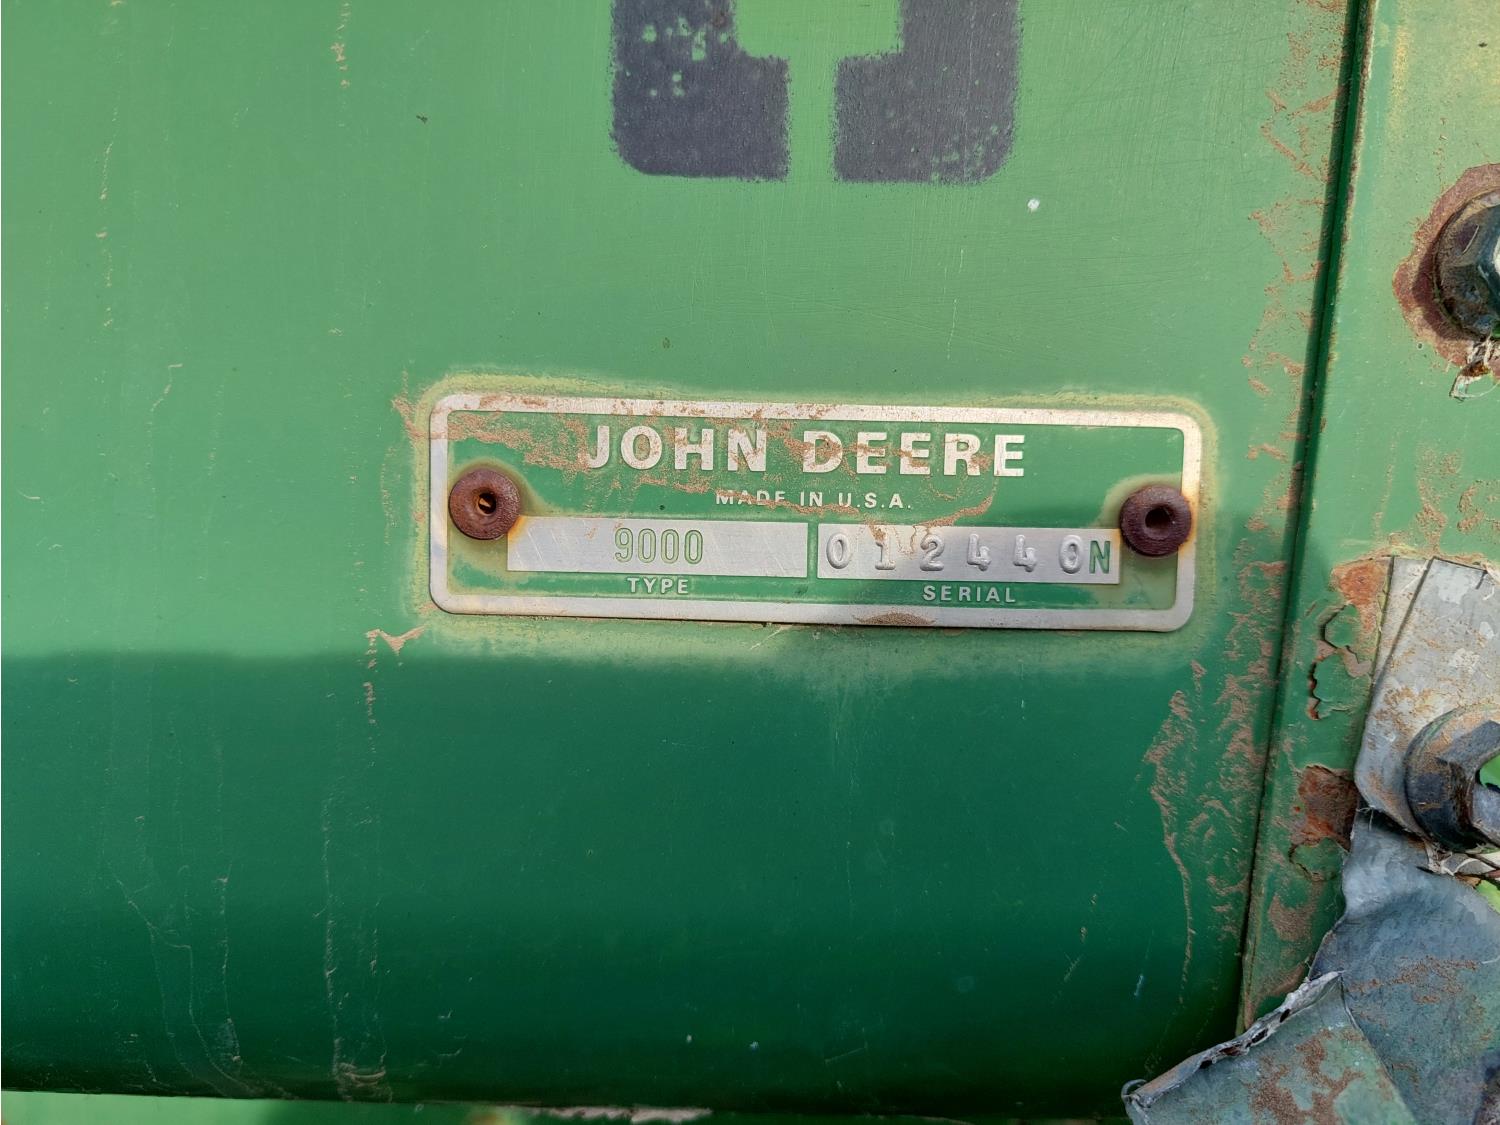 JOHN DEERE
MADE IN U.S.A.
9000 012440N
TYPE SERIAL